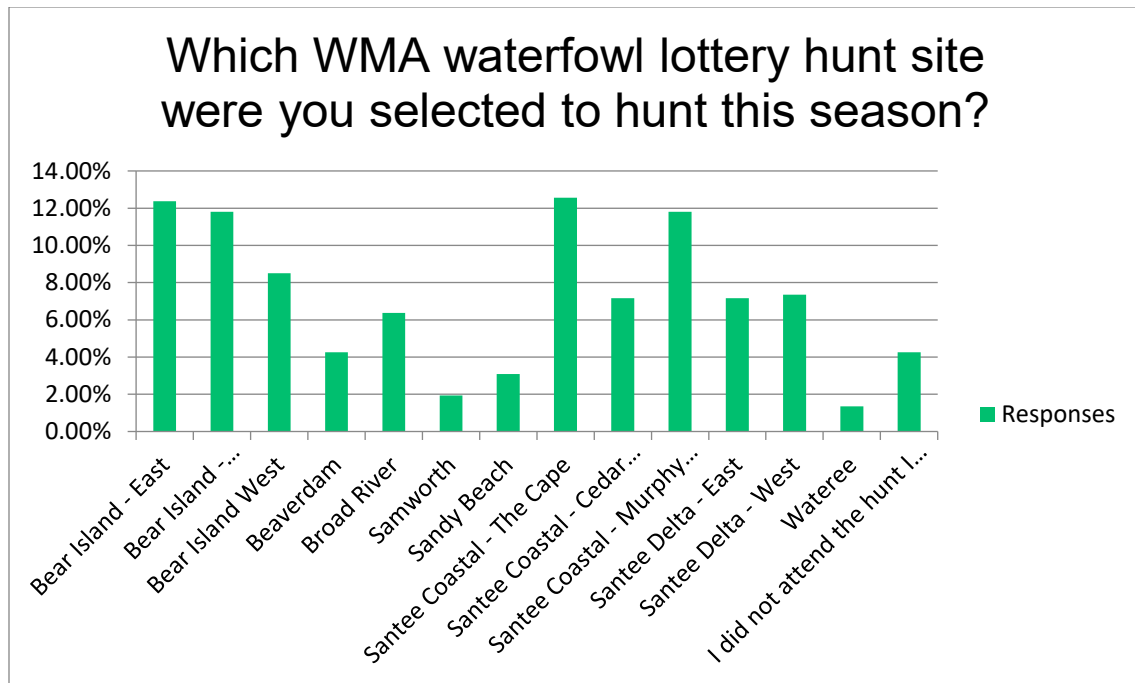 Which WMA waterfowl lottery hunt site
were you selected to hunt this season?
14.00%
12.00%
10.00%
8.00%
6.00%
4.00%
2.00%
0.00%
Responses
Bear Island - East
Bear Island -...
Bear Island West
Beaverdam
Broad River
Samworth
Sandy Beach
Santee Coastal - The Cape
Santee Coastal - Cedar...
Santee Coastal - Murphy...
Santee Delta - East
Santee Delta - West
Wateree
I did not attend the hunt I...